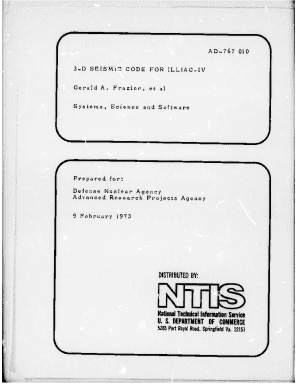 AD-767 010
3-D SEISMIC CODE FOR ILLIAC-IV
Gerald A. Frazier, et al
Systems, Science and Software
Prepared for:
Defense Nuclear Agency
Advanced Research Projects Agency
9 February 1973
DISTRIBUTED BY:
NTIS
National Technical Information Service
U. S. DEPARTMENT OF COMMERCE
5285 Port Royal Road, Springfield Va. 22151